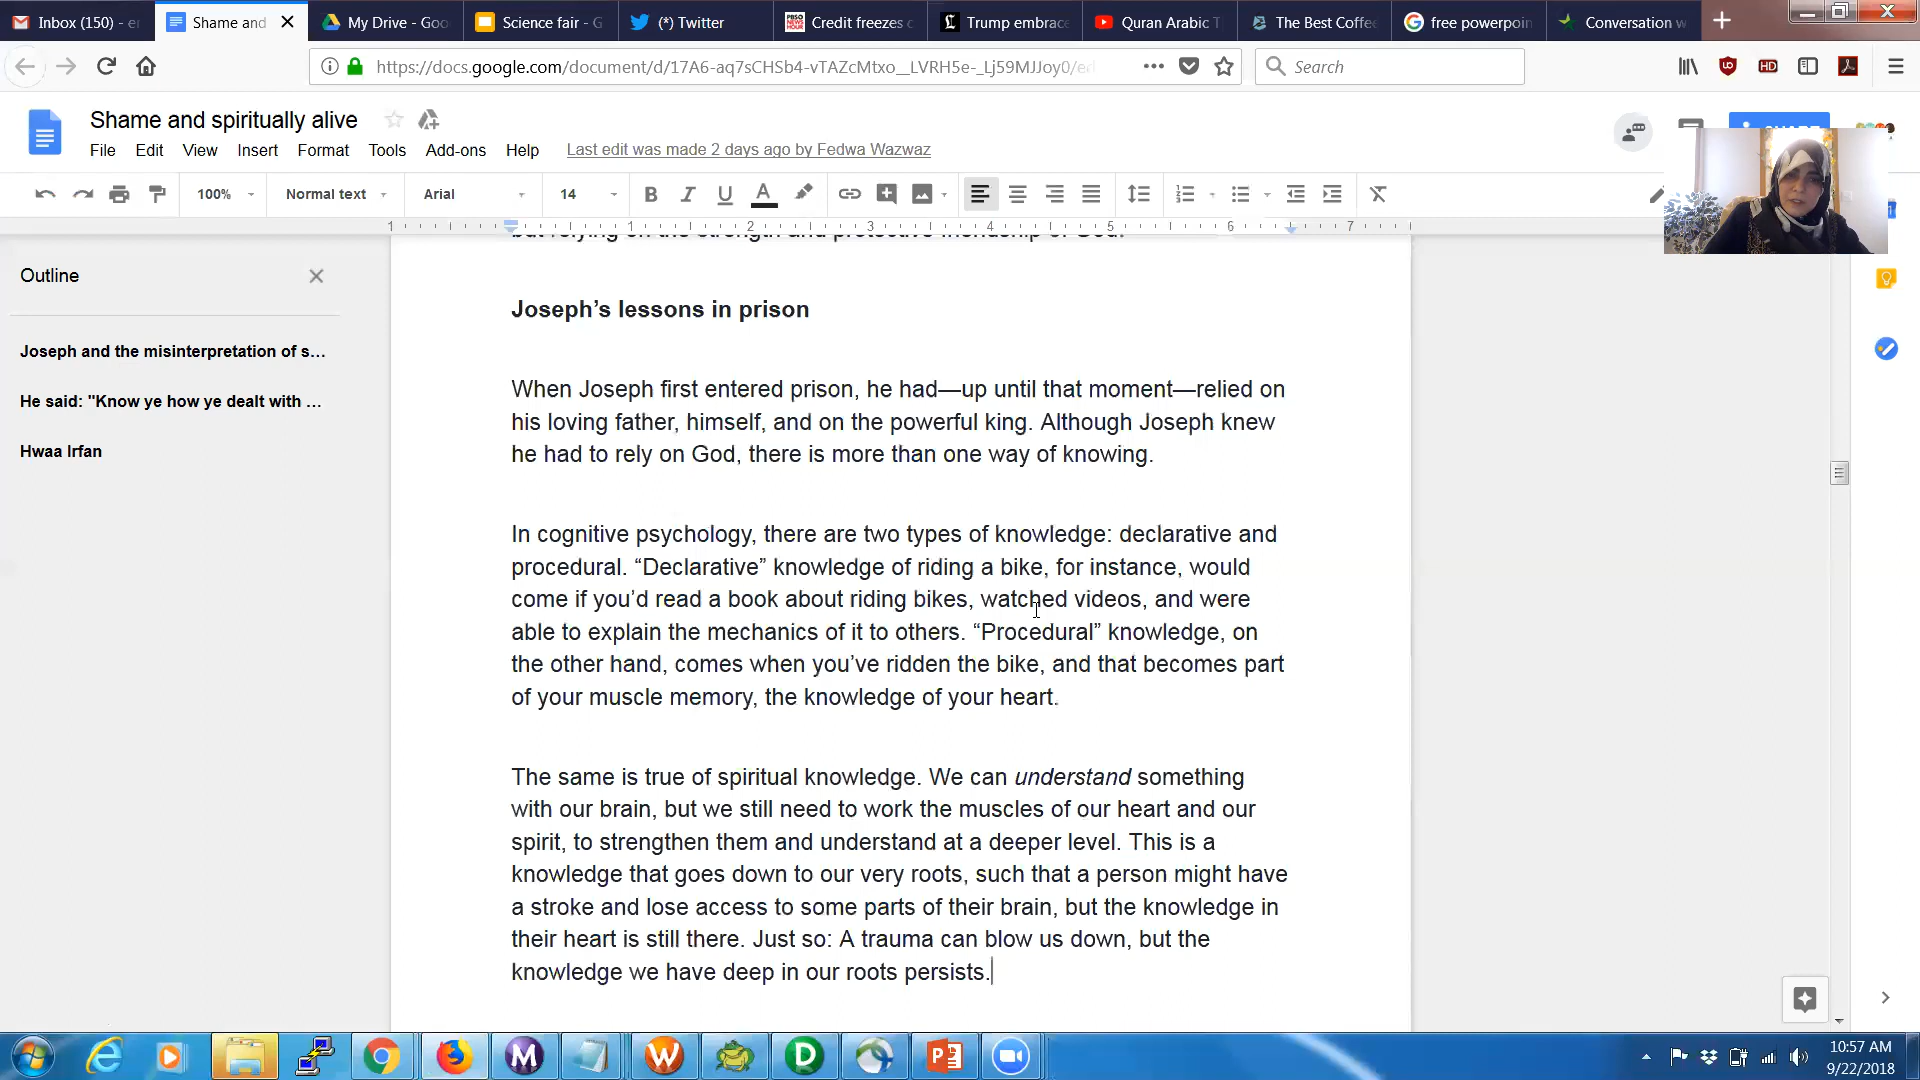 Inbox (150) - er
Shame and
My Drive - Goo
Science fair - G
(*) Twitter
Credit freezes c
Trump embrace
Quran Arabic T
The Best Coffe
free powerpoin
Conversation w
https://docs.google.com/document/d/17A6-aq7sCHSb4-vTAZcMtxo__LVRH5e-_Lj59MJJoy0/ed
Search
Shame and spiritually alive
File Edit View Insert Format Tools Add-ons Help Last edit was made 2 days ago by Fedwa Wazwaz
100% Normal text Arial 14
1 1 2 3 4 5 6 7
Outline
Joseph and the misinterpretation of s…
He said: "Know ye how ye dealt with …
Hwaa Irfan
Joseph’s lessons in prison
When Joseph first entered prison, he had—up until that moment—relied on
his loving father, himself, and on the powerful king. Although Joseph knew
he had to rely on God, there is more than one way of knowing.
In cognitive psychology, there are two types of knowledge: declarative and
procedural. “Declarative” knowledge of riding a bike, for instance, would
come if you’d read a book about riding bikes, watched videos, and were
able to explain the mechanics of it to others. “Procedural” knowledge, on
the other hand, comes when you’ve ridden the bike, and that becomes part
of your muscle memory, the knowledge of your heart.
The same is true of spiritual knowledge. We can understand something
with our brain, but we still need to work the muscles of our heart and our
spirit, to strengthen them and understand at a deeper level. This is a
knowledge that goes down to our very roots, such that a person might have
a stroke and lose access to some parts of their brain, but the knowledge in
their heart is still there. Just so: A trauma can blow us down, but the
knowledge we have deep in our roots persists.
10:57 AM
9/22/2018